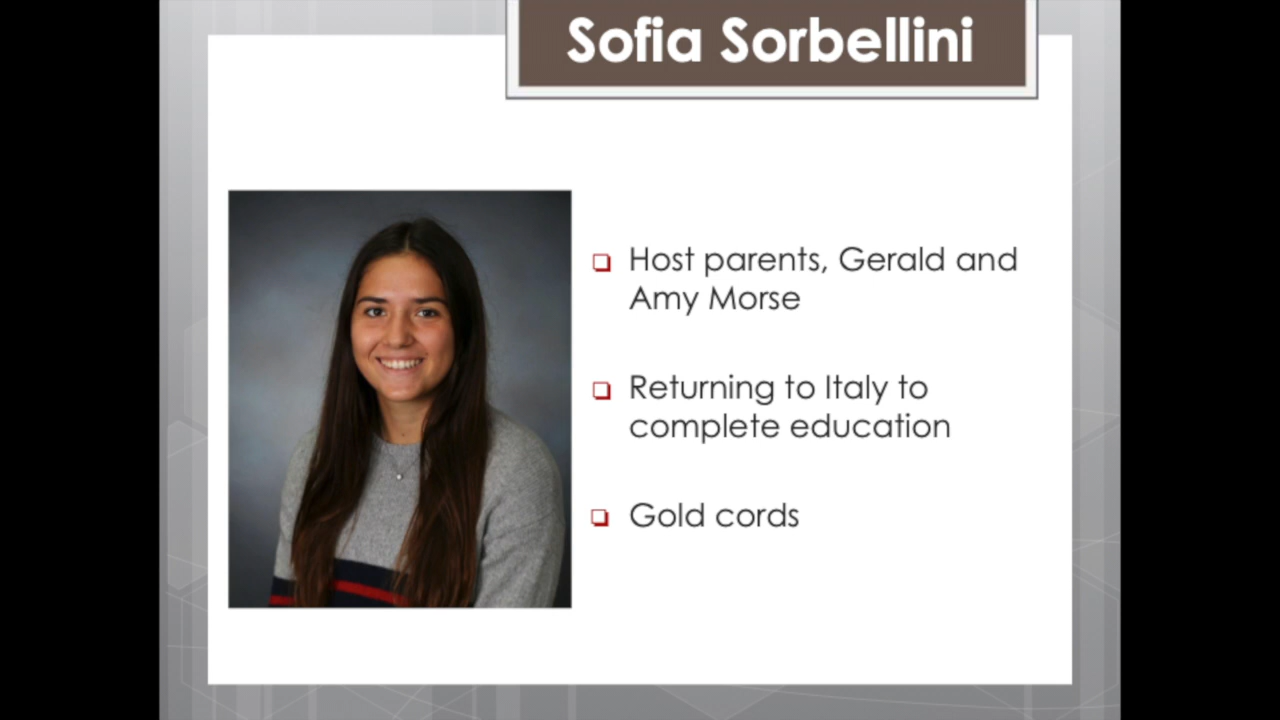 Sofia Sorbellini
Host parents, Gerald and
Amy Morse
Returning to Italy to
complete education
Gold cords